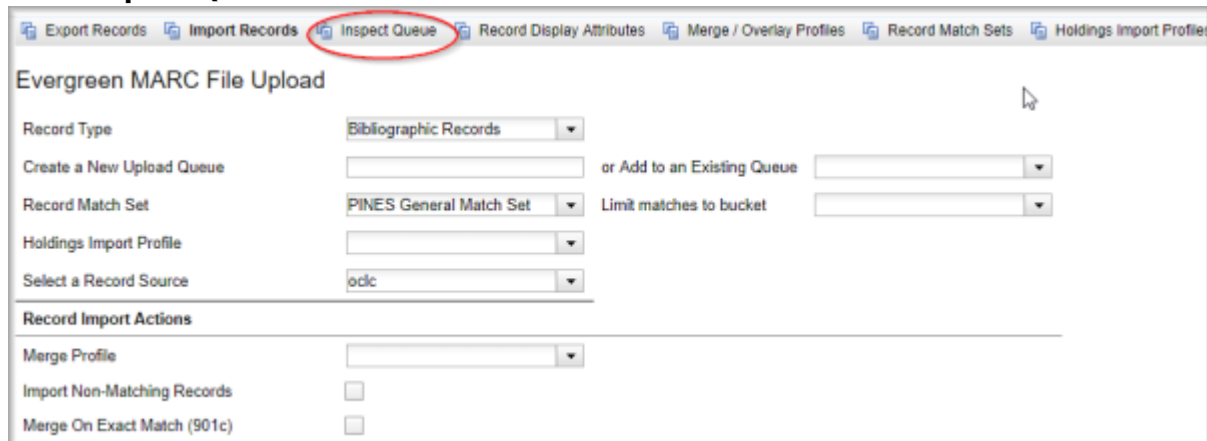 Export Records Import Records Inspect Queue Record Display Attributes Merge / Overlay Profiles Record Match Sets Holdings Import Profiles
Evergreen MARC File Upload
Record Type Bibliographic Records
Create a New Upload Queue or Add to an Existing Queue
Record Match Set PINES General Match Set Limit matches to bucket
Holdings Import Profile
Select a Record Source oclc
Record Import Actions
Merge Profile
Import Non-Matching Records
Merge On Exact Match (901c)